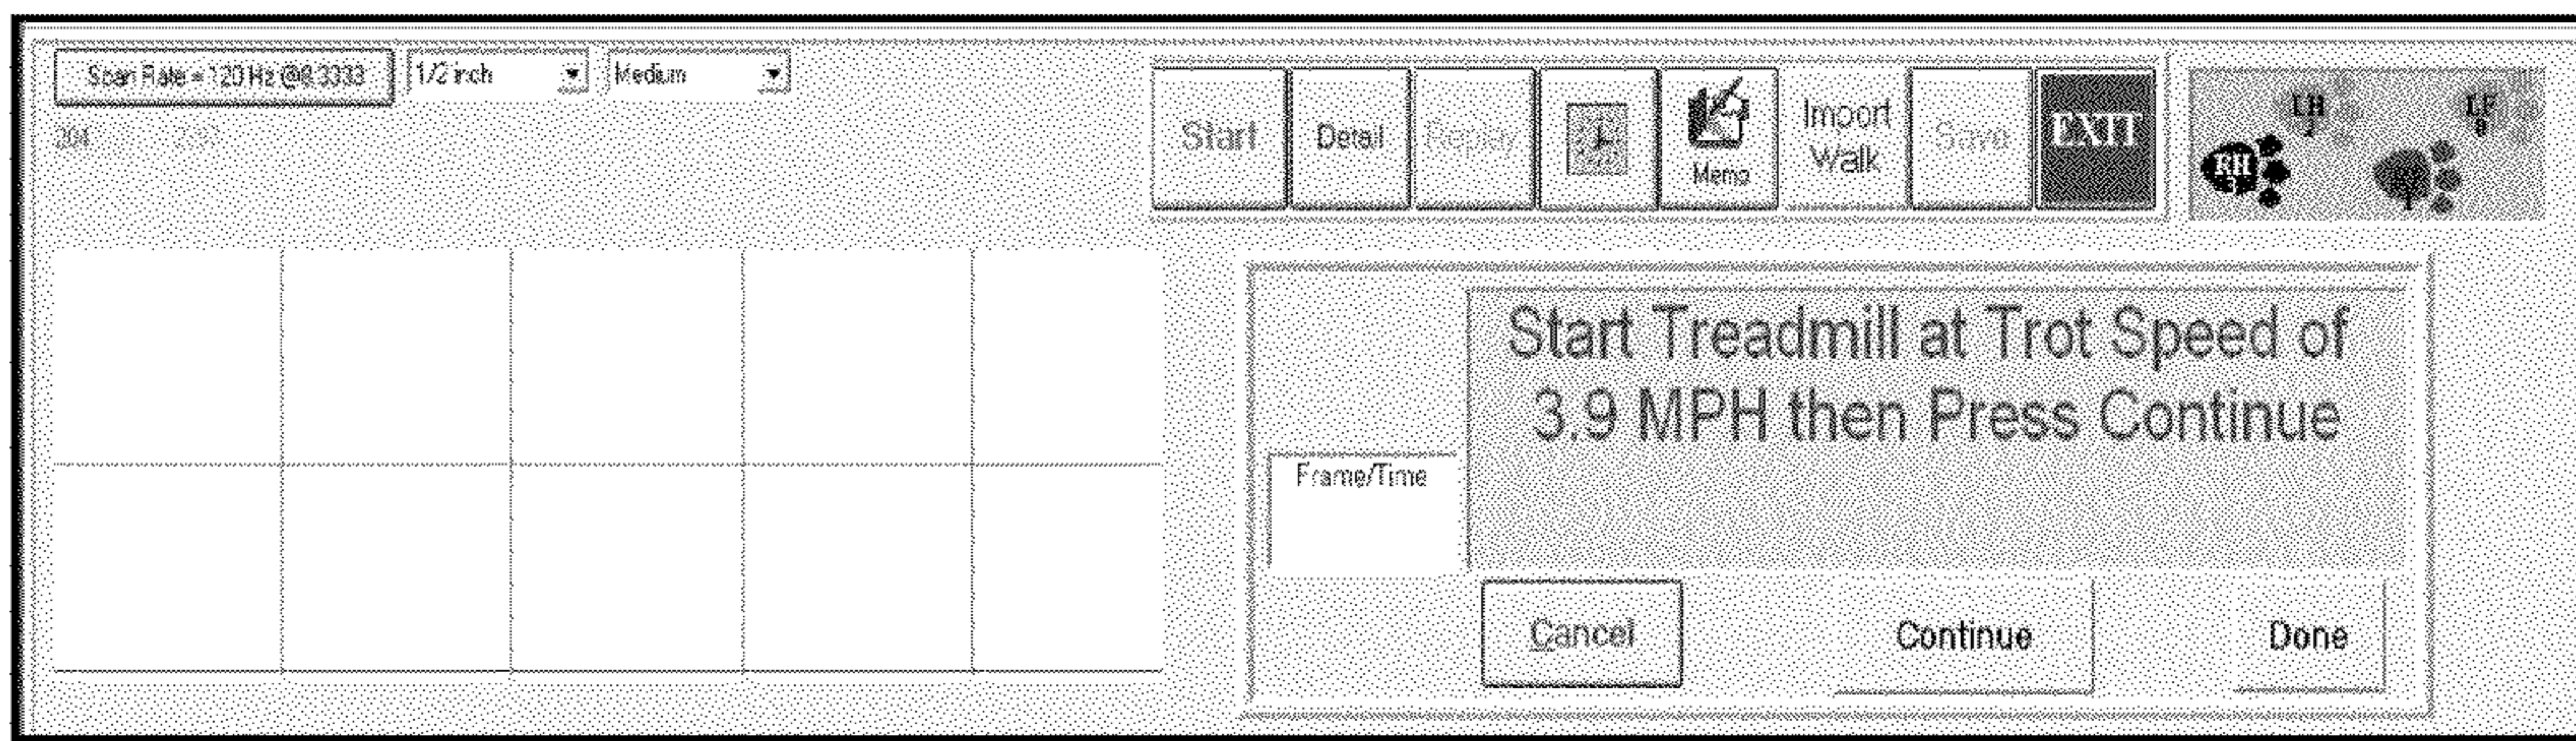 Scan Rate = 120 Hz @8.3333
1/2 inch
Medium
204
Start
Detail
Replay
Memo
Import
Walk
Save
EXIT
LH
LF
RH
3
Start Treadmill at Trot Speed of
3.9 MPH then Press Continue
Frame/Time
Cancel
Continue
Done